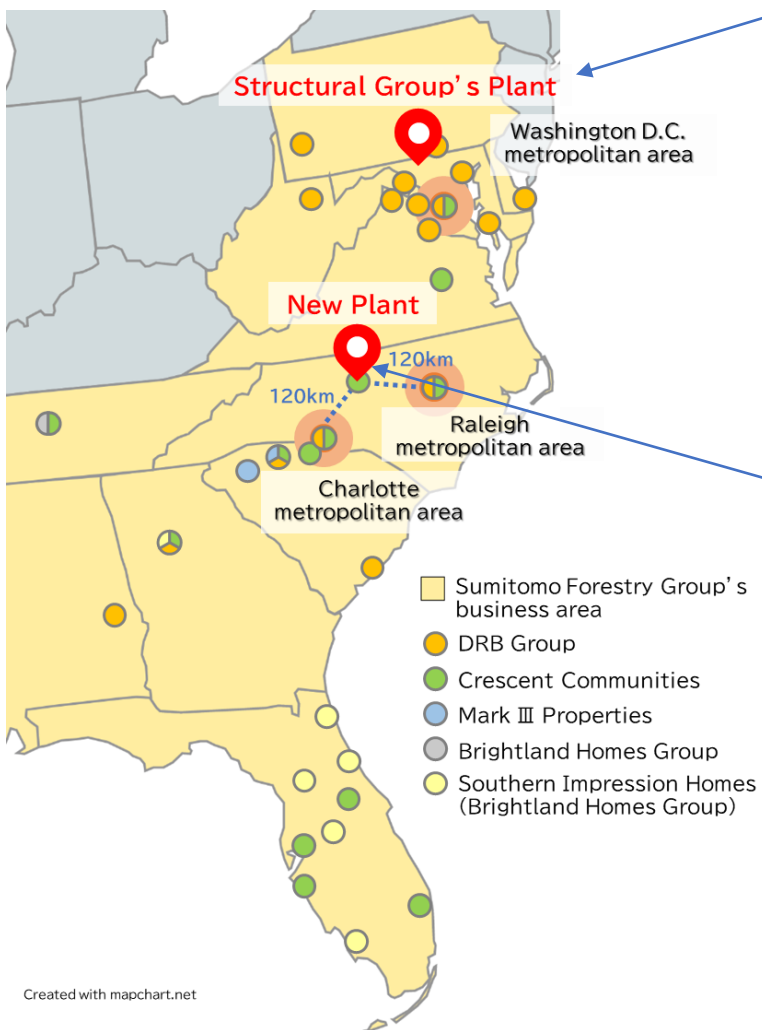 Structural Group's Plant
Washington D.C.
metropolitan area
New Plant
120km
120km
Raleigh
metropolitan area
Charlotte
metropolitan area
Sumitomo Forestry Group's
business area
DRB Group
Crescent Communities
Mark Ⅲ Properties
Brightland Homes Group
Southern Impression Homes
(Brightland Homes Group)
Created with mapchart.net